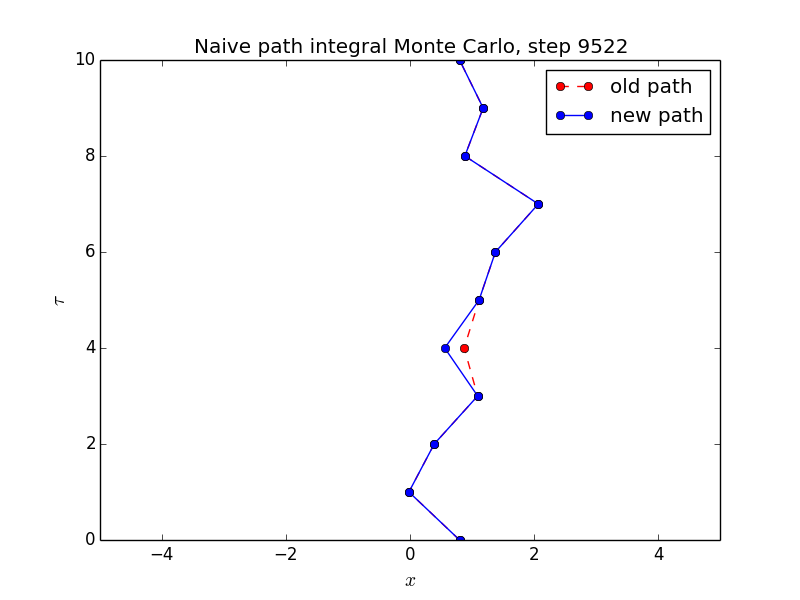 Naive path integral Monte Carlo, step 9522
old path
new path
10
8
6
4
2
0
τ
−4
−2
0
2
4
x